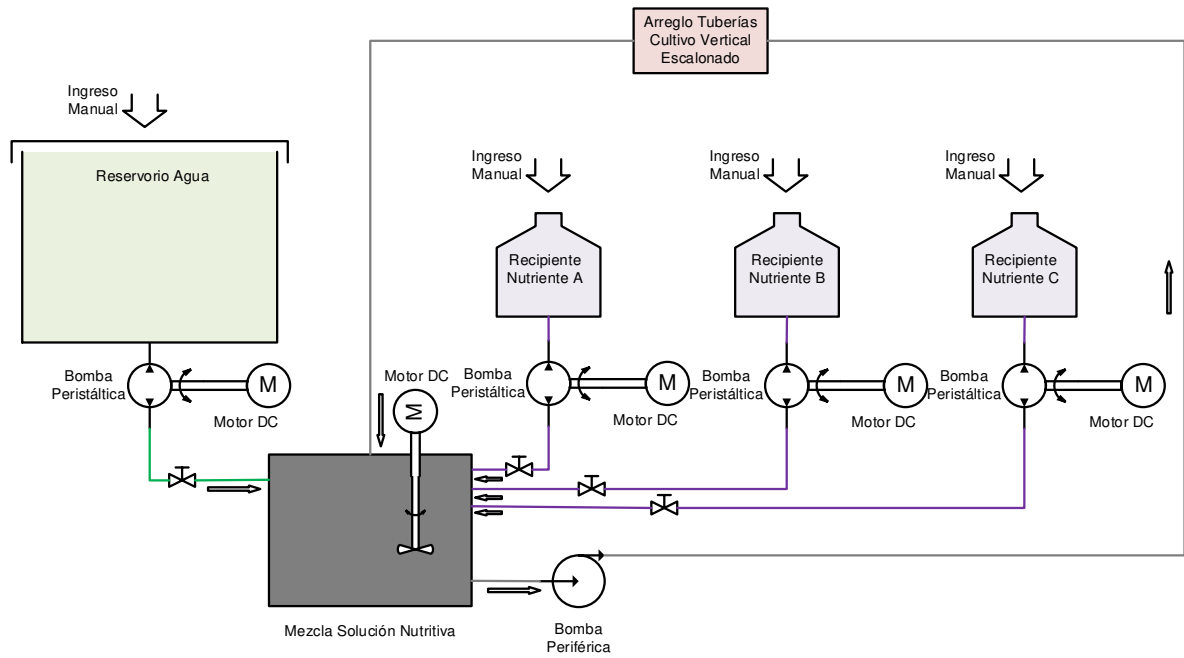 Arreglo Tuberías
Cultivo Vertical
Escalonado
Ingreso
Manual
Reservorio Agua
Ingreso
Manual
Ingreso
Manual
Ingreso
Manual
Recipiente
Nutriente A
Recipiente
Nutriente B
Recipiente
Nutriente C
Bomba
Peristáltica
M
Motor DC
Motor DC
M
Bomba
Peristáltica
M
Motor DC
Bomba
Peristáltica
M
Motor DC
Bomba
Peristáltica
M
Motor DC
Mezcla Solución Nutritiva
Bomba
Periférica